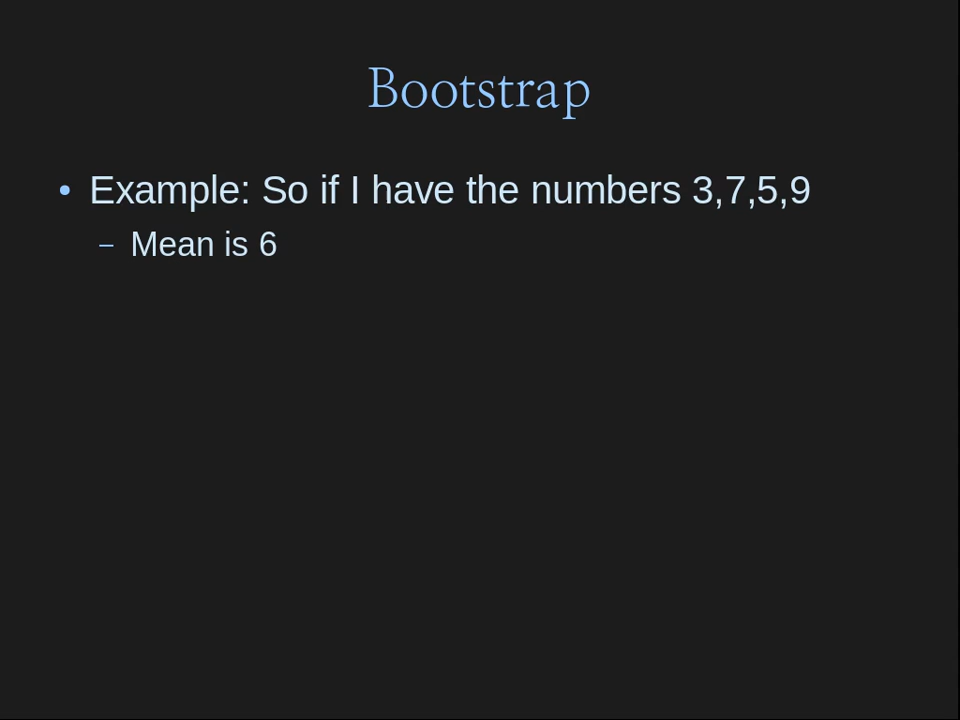 Bootstrap
• Example: So if I have the numbers 3,7,5,9
– Mean is 6